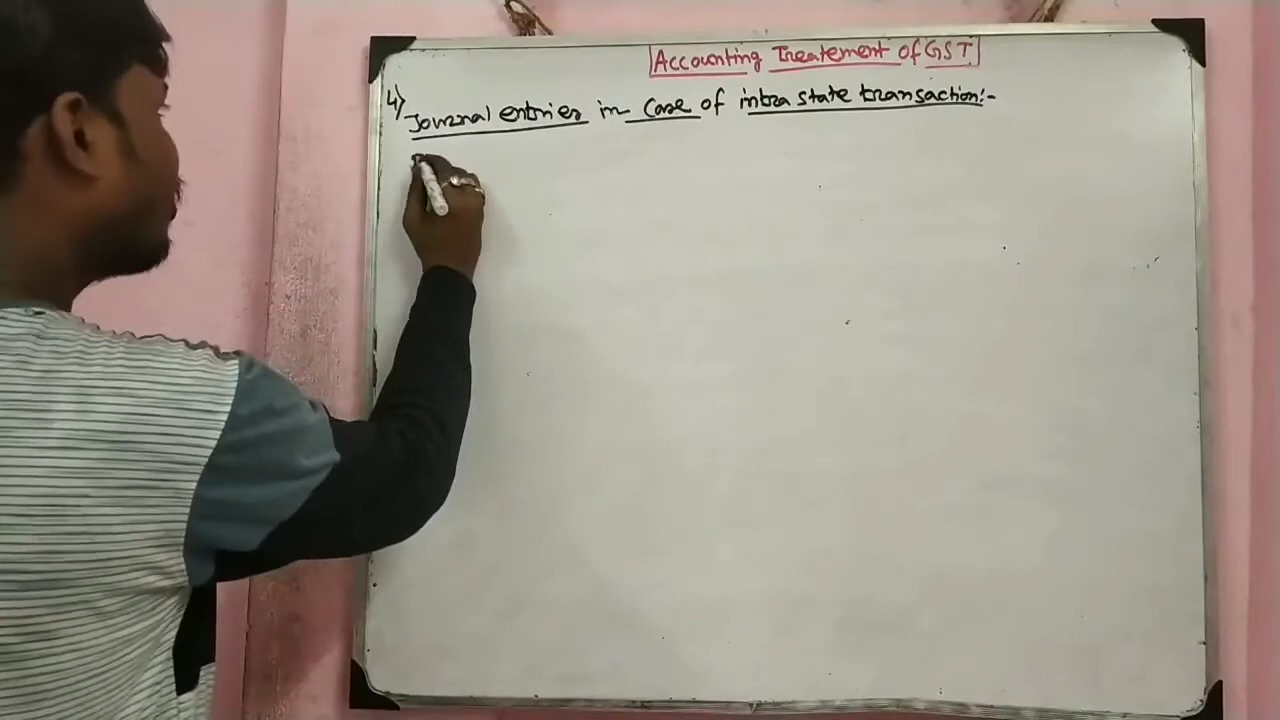 Accounting Treatement of GST
4) Journal entries in Case of intra state transaction:-